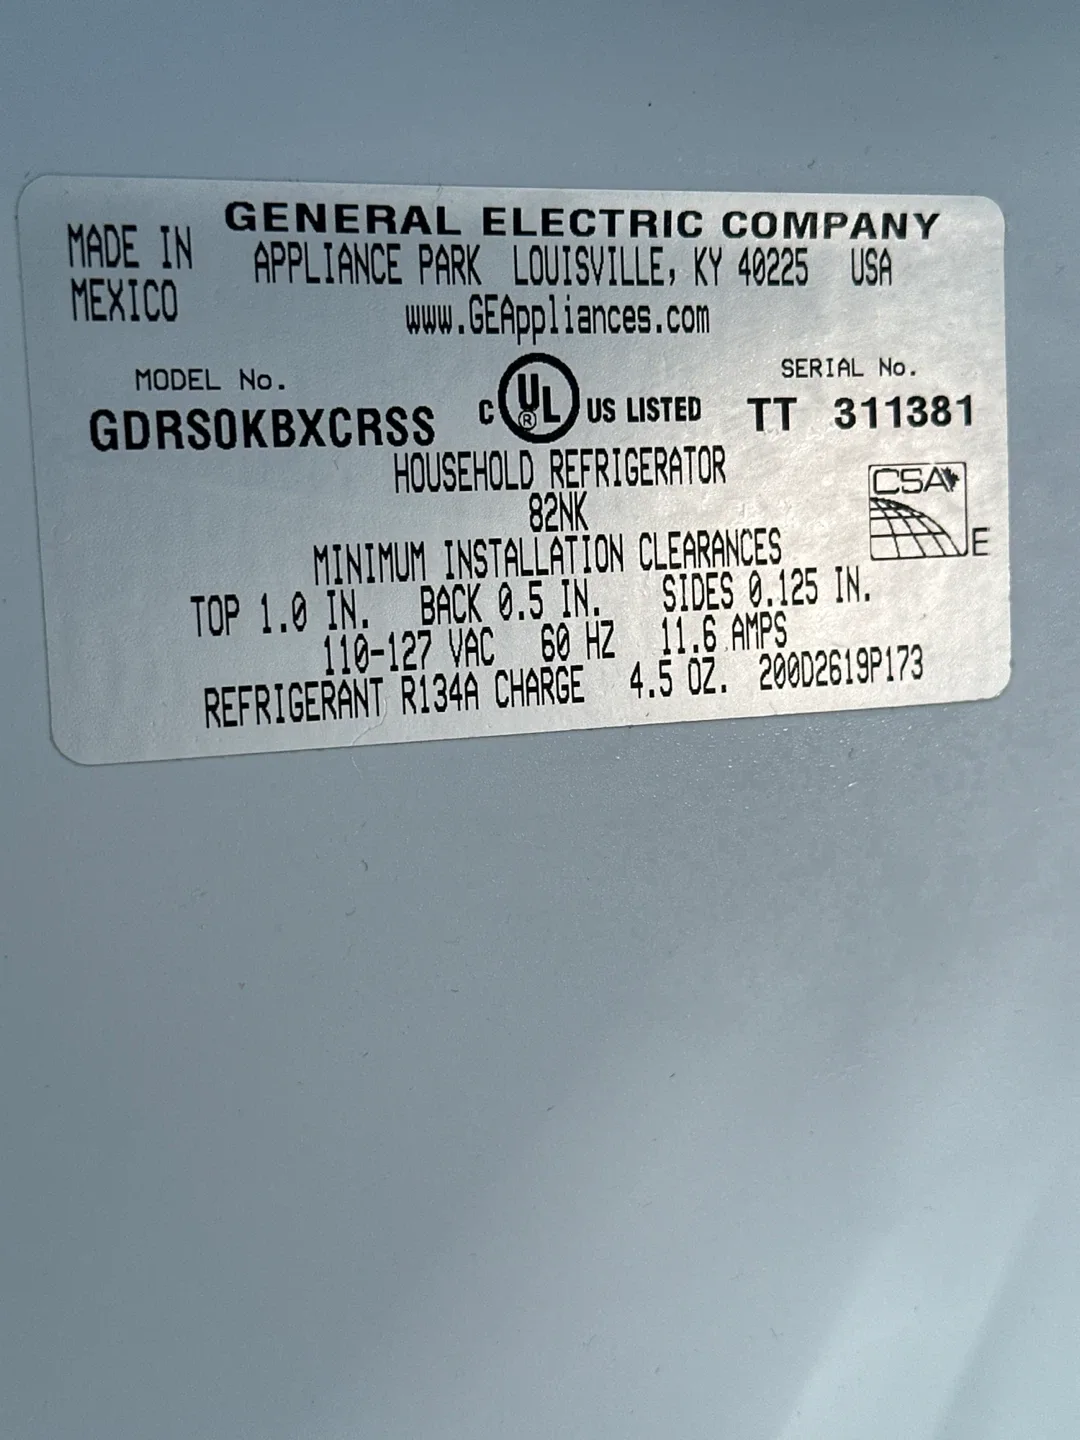 GENERAL ELECTRIC COMPANY
MADE IN
MEXICO
APPLIANCE PARK LOUISVILLE, KY 40225 USA
www.GEAppliances.com
MODEL No.
GDRS0KBXCRSS
C UL ® US LISTED
SERIAL No.
TT 311381
HOUSEHOLD REFRIGERATOR
82NK
CSA
E
MINIMUM INSTALLATION CLEARANCES
TOP 1.0 IN. BACK 0.5 IN. SIDES 0.125 IN.
110-127 VAC 60 HZ 11.6 AMPS
REFRIGERANT R134A CHARGE 4.5 OZ. 200D2619P173